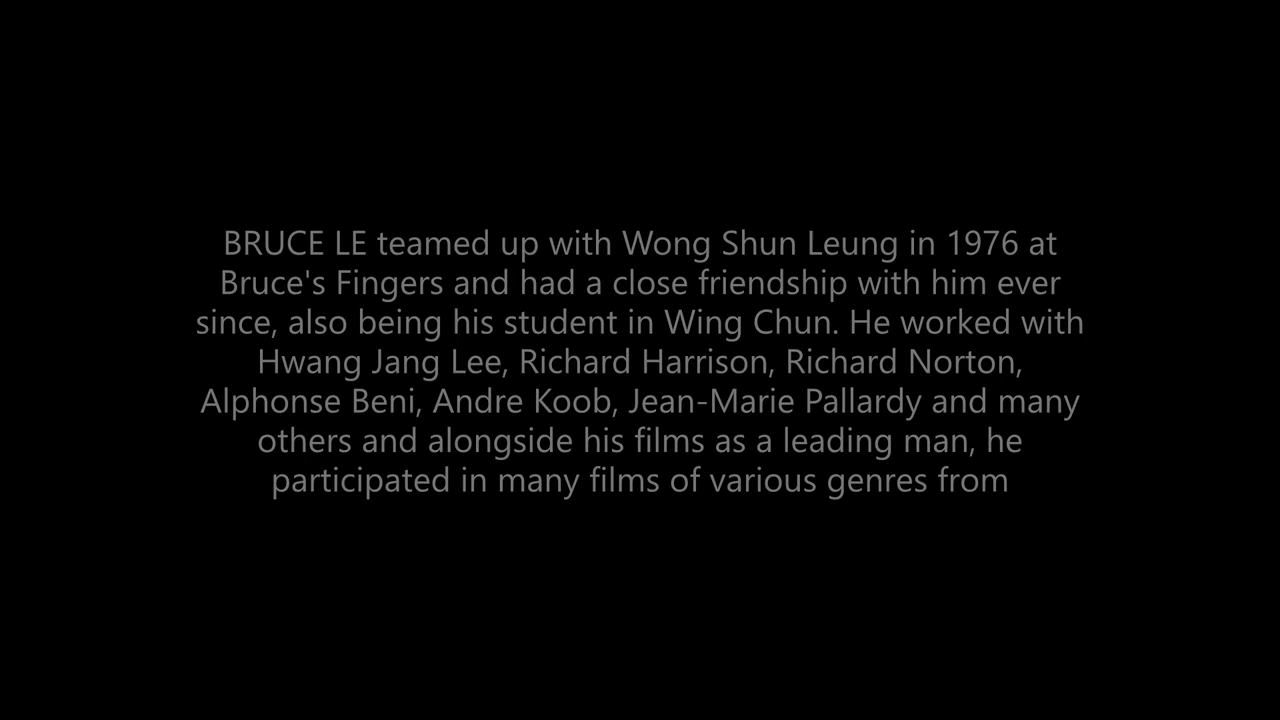 BRUCE LE teamed up with Wong Shun Leung in 1976 at
Bruce's Fingers and had a close friendship with him ever
since, also being his student in Wing Chun. He worked with
Hwang Jang Lee, Richard Harrison, Richard Norton,
Alphonse Beni, Andre Koob, Jean-Marie Pallardy and many
others and alongside his films as a leading man, he
participated in many films of various genres from